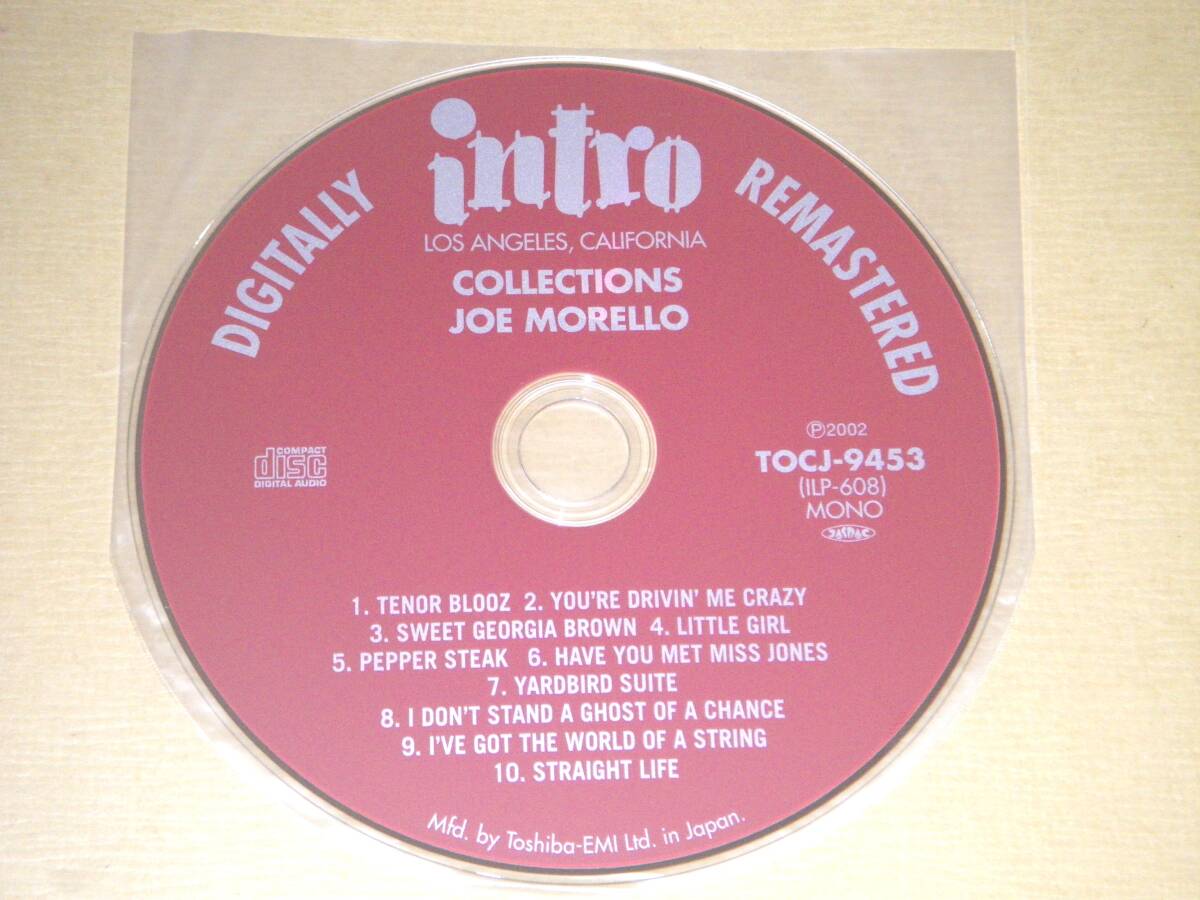 intro
LOS ANGELES, CALIFORNIA
DIGITALLY
REMASTERED
COLLECTIONS
JOE MORELLO
COMPACT
disc
DIGITAL AUDIO
Ⓟ2002
TOCJ-9453
(ILP-608)
MONO
JASRAC
1. TENOR BLOOZ 2. YOU'RE DRIVIN' ME CRAZY
3. SWEET GEORGIA BROWN 4. LITTLE GIRL
5. PEPPER STEAK 6. HAVE YOU MET MISS JONES
7. YARDBIRD SUITE
8. I DON'T STAND A GHOST OF A CHANCE
9. I'VE GOT THE WORLD OF A STRING
10. STRAIGHT LIFE
Mfd. by Toshiba-EMI Ltd. in Japan.